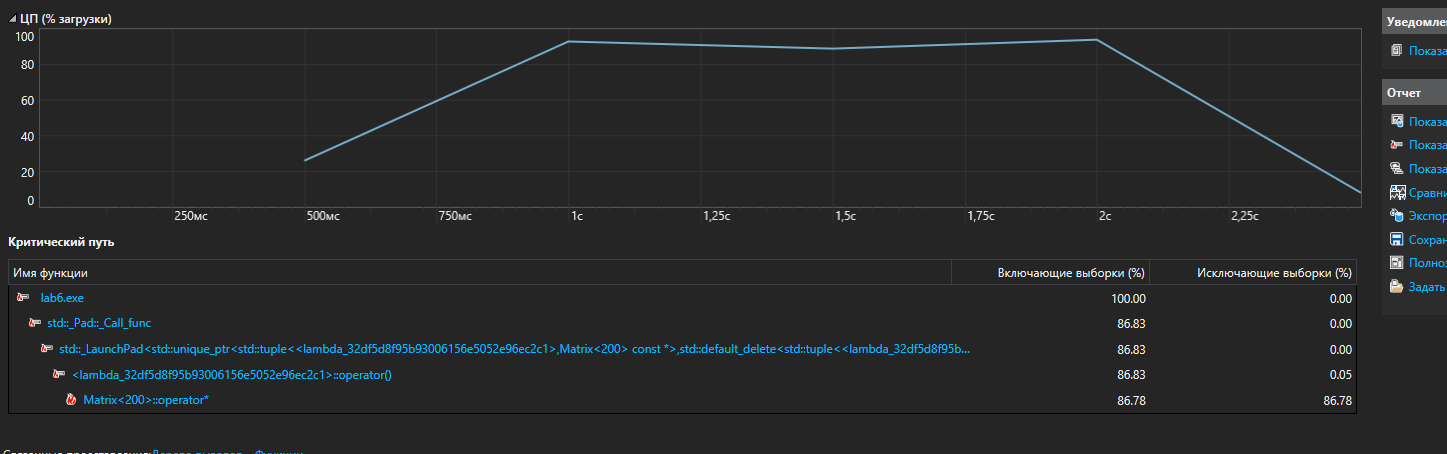 ЦП (% загрузки)
100
80
60
40
20
0
250мс 500мс 750мс 1с 1,25с 1,5с 1,75с 2с 2,25с
Критический путь
Имя функции Включающие выборки (%) Исключающие выборки (%)
lab6.exe 100.00 0.00
std::_Pad::_Call_func 86.83 0.00
std::_LaunchPad<std::unique_ptr<std::tuple<<lambda_32df5d8f95b93006156e5052e96ec2c1>,Matrix<200> const *>,std::default_delete<std::tuple<<lambda_32df5d8f95b... 86.83 0.00
<lambda_32df5d8f95b93006156e5052e96ec2c1>::operator() 86.83 0.05
Matrix<200>::operator* 86.78 86.78
Уведомле
Показа
Отчет
Показа
Показа
Показа
Сравни
Экспор
Сохран
Полноэ
Задать